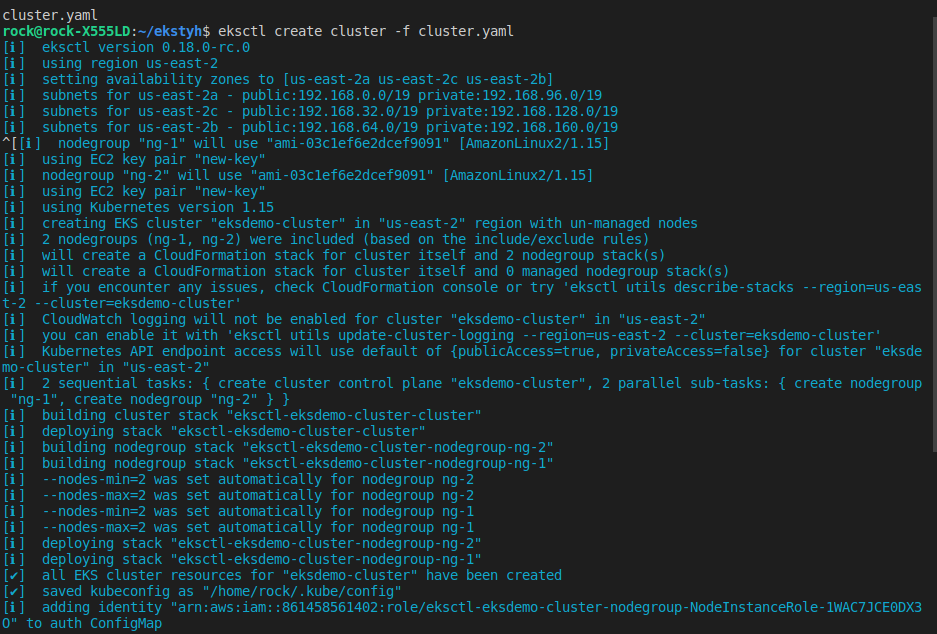 cluster.yaml
rock@rock-X555LD:~/ekstyh$ eksctl create cluster -f cluster.yaml
[ℹ]  eksctl version 0.18.0-rc.0
[ℹ]  using region us-east-2
[ℹ]  setting availability zones to [us-east-2a us-east-2c us-east-2b]
[ℹ]  subnets for us-east-2a - public:192.168.0.0/19 private:192.168.96.0/19
[ℹ]  subnets for us-east-2c - public:192.168.32.0/19 private:192.168.128.0/19
[ℹ]  subnets for us-east-2b - public:192.168.64.0/19 private:192.168.160.0/19
^[[ℹ]  nodegroup "ng-1" will use "ami-03c1ef6e2dcef9091" [AmazonLinux2/1.15]
[ℹ]  using EC2 key pair "new-key"
[ℹ]  nodegroup "ng-2" will use "ami-03c1ef6e2dcef9091" [AmazonLinux2/1.15]
[ℹ]  using EC2 key pair "new-key"
[ℹ]  using Kubernetes version 1.15
[ℹ]  creating EKS cluster "eksdemo-cluster" in "us-east-2" region with un-managed nodes
[ℹ]  2 nodegroups (ng-1, ng-2) were included (based on the include/exclude rules)
[ℹ]  will create a CloudFormation stack for cluster itself and 2 nodegroup stack(s)
[ℹ]  will create a CloudFormation stack for cluster itself and 0 managed nodegroup stack(s)
[ℹ]  if you encounter any issues, check CloudFormation console or try 'eksctl utils describe-stacks --region=us-eas
t-2 --cluster=eksdemo-cluster'
[ℹ]  CloudWatch logging will not be enabled for cluster "eksdemo-cluster" in "us-east-2"
[ℹ]  you can enable it with 'eksctl utils update-cluster-logging --region=us-east-2 --cluster=eksdemo-cluster'
[ℹ]  Kubernetes API endpoint access will use default of {publicAccess=true, privateAccess=false} for cluster "eksde
mo-cluster" in "us-east-2"
[ℹ]  2 sequential tasks: { create cluster control plane "eksdemo-cluster", 2 parallel sub-tasks: { create nodegroup
 "ng-1", create nodegroup "ng-2" } }
[ℹ]  building cluster stack "eksctl-eksdemo-cluster-cluster"
[ℹ]  deploying stack "eksctl-eksdemo-cluster-cluster"
[ℹ]  building nodegroup stack "eksctl-eksdemo-cluster-nodegroup-ng-2"
[ℹ]  building nodegroup stack "eksctl-eksdemo-cluster-nodegroup-ng-1"
[ℹ]  --nodes-min=2 was set automatically for nodegroup ng-2
[ℹ]  --nodes-max=2 was set automatically for nodegroup ng-2
[ℹ]  --nodes-min=2 was set automatically for nodegroup ng-1
[ℹ]  --nodes-max=2 was set automatically for nodegroup ng-1
[ℹ]  deploying stack "eksctl-eksdemo-cluster-nodegroup-ng-2"
[ℹ]  deploying stack "eksctl-eksdemo-cluster-nodegroup-ng-1"
[✔]  all EKS cluster resources for "eksdemo-cluster" have been created
[✔]  saved kubeconfig as "/home/rock/.kube/config"
[ℹ]  adding identity "arn:aws:iam::861458561402:role/eksctl-eksdemo-cluster-nodegroup-NodeInstanceRole-1WAC7JCE0DX3
O" to auth ConfigMap